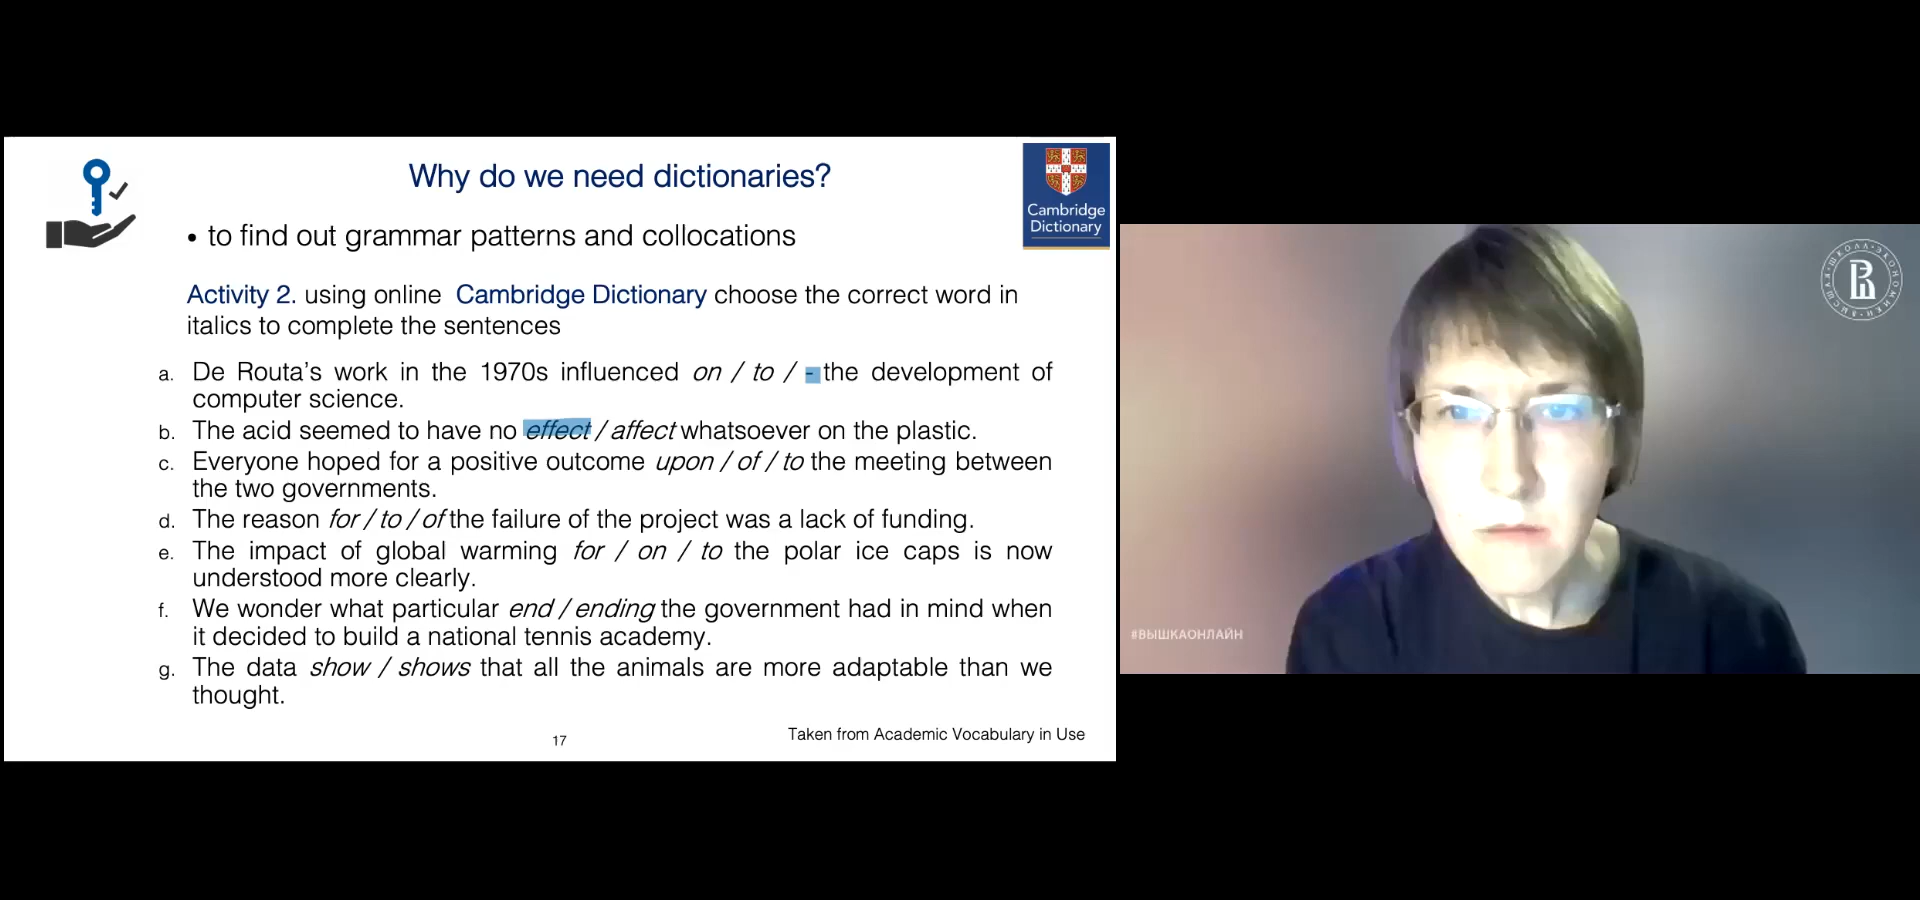 Why do we need dictionaries?
Cambridge
Dictionary
• to find out grammar patterns and collocations
Activity 2. using online Cambridge Dictionary choose the correct word in
italics to complete the sentences
a. De Routa's work in the 1970s influenced on / to / - the development of
computer science.
b. The acid seemed to have no effect / affect whatsoever on the plastic.
c. Everyone hoped for a positive outcome upon / of / to the meeting between
the two governments.
d. The reason for / to / of the failure of the project was a lack of funding.
e. The impact of global warming for / on / to the polar ice caps is now
understood more clearly.
f. We wonder what particular end / ending the government had in mind when
it decided to build a national tennis academy.
g. The data show / shows that all the animals are more adaptable than we
thought.
17
Taken from Academic Vocabulary in Use
ВЫСШАЯ ШКОЛА ЭКОНОМИКИ
#ВЫШКАОНЛАЙН